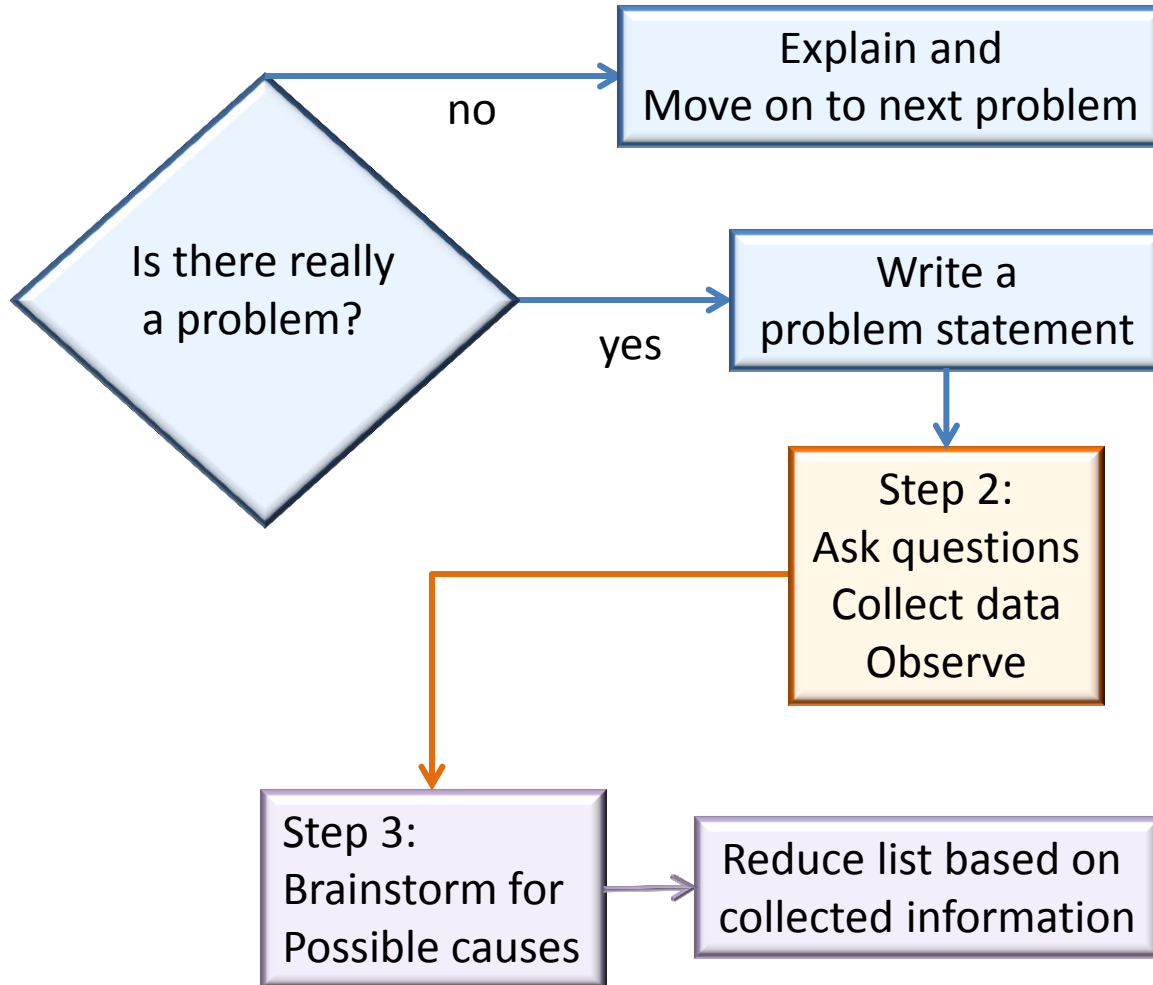 Explain and
Move on to next problem
no
Is there really
a problem?
Write a
problem statement
yes
Step 2:
Ask questions
Collect data
Observe
Step 3:
Brainstorm for
Possible causes
Reduce list based on
collected information